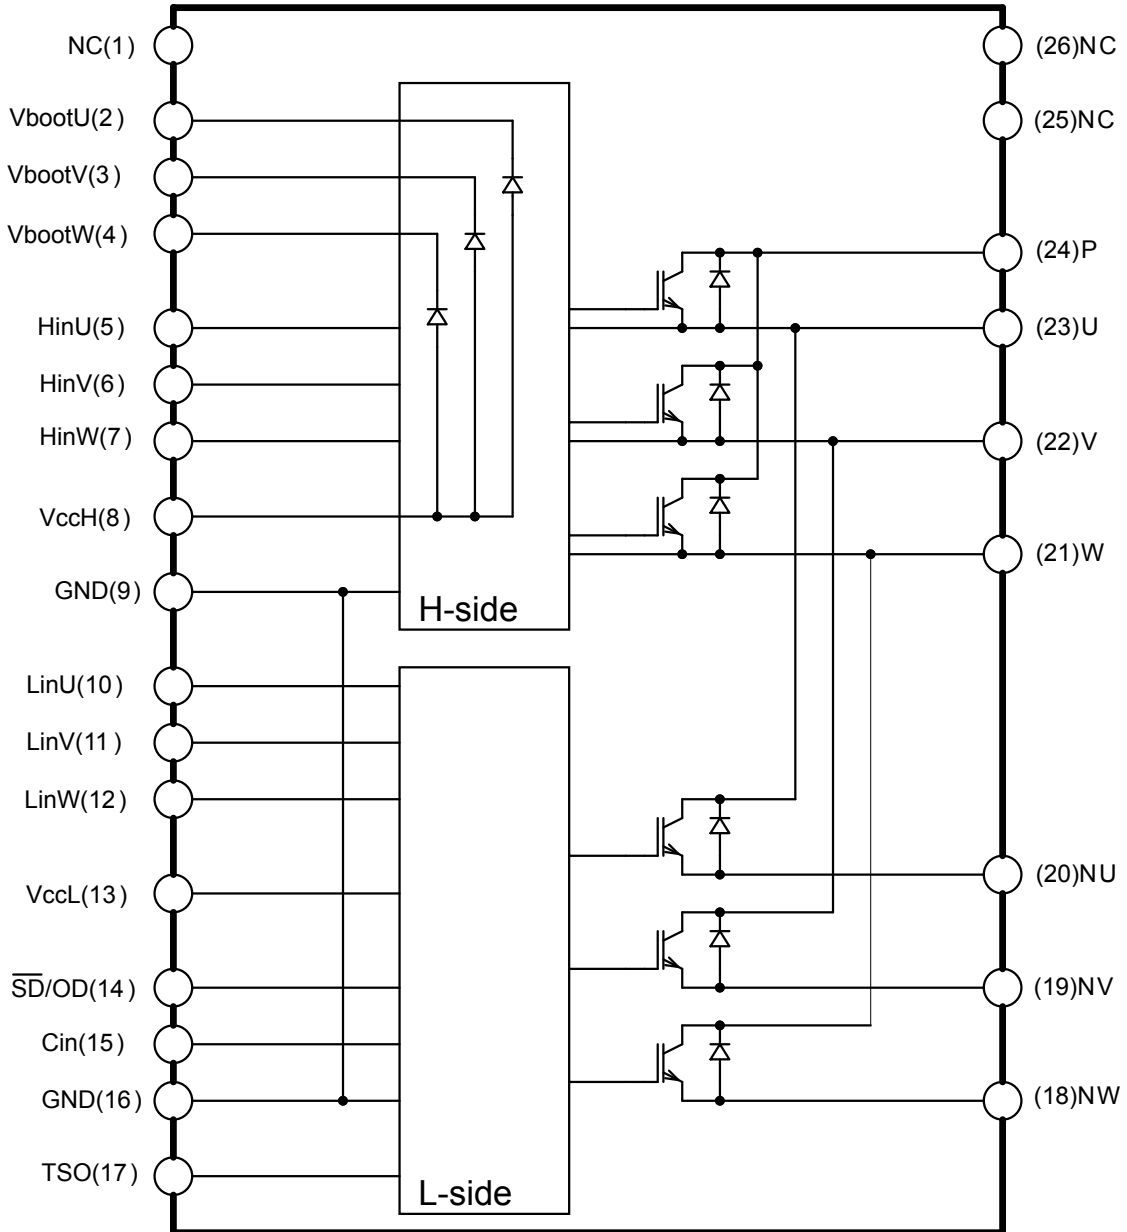 NC(1)
VbootU(2)
VbootV(3)
VbootW(4)
HinU(5)
HinV(6)
HinW(7)
VccH(8)
GND(9)
LinU(10)
LinV(11)
LinW(12)
VccL(13)
S̅D̅/OD(14)
Cin(15)
GND(16)
TSO(17)
H-side
L-side
(26)NC
(25)NC
(24)P
(23)U
(22)V
(21)W
(20)NU
(19)NV
(18)NW